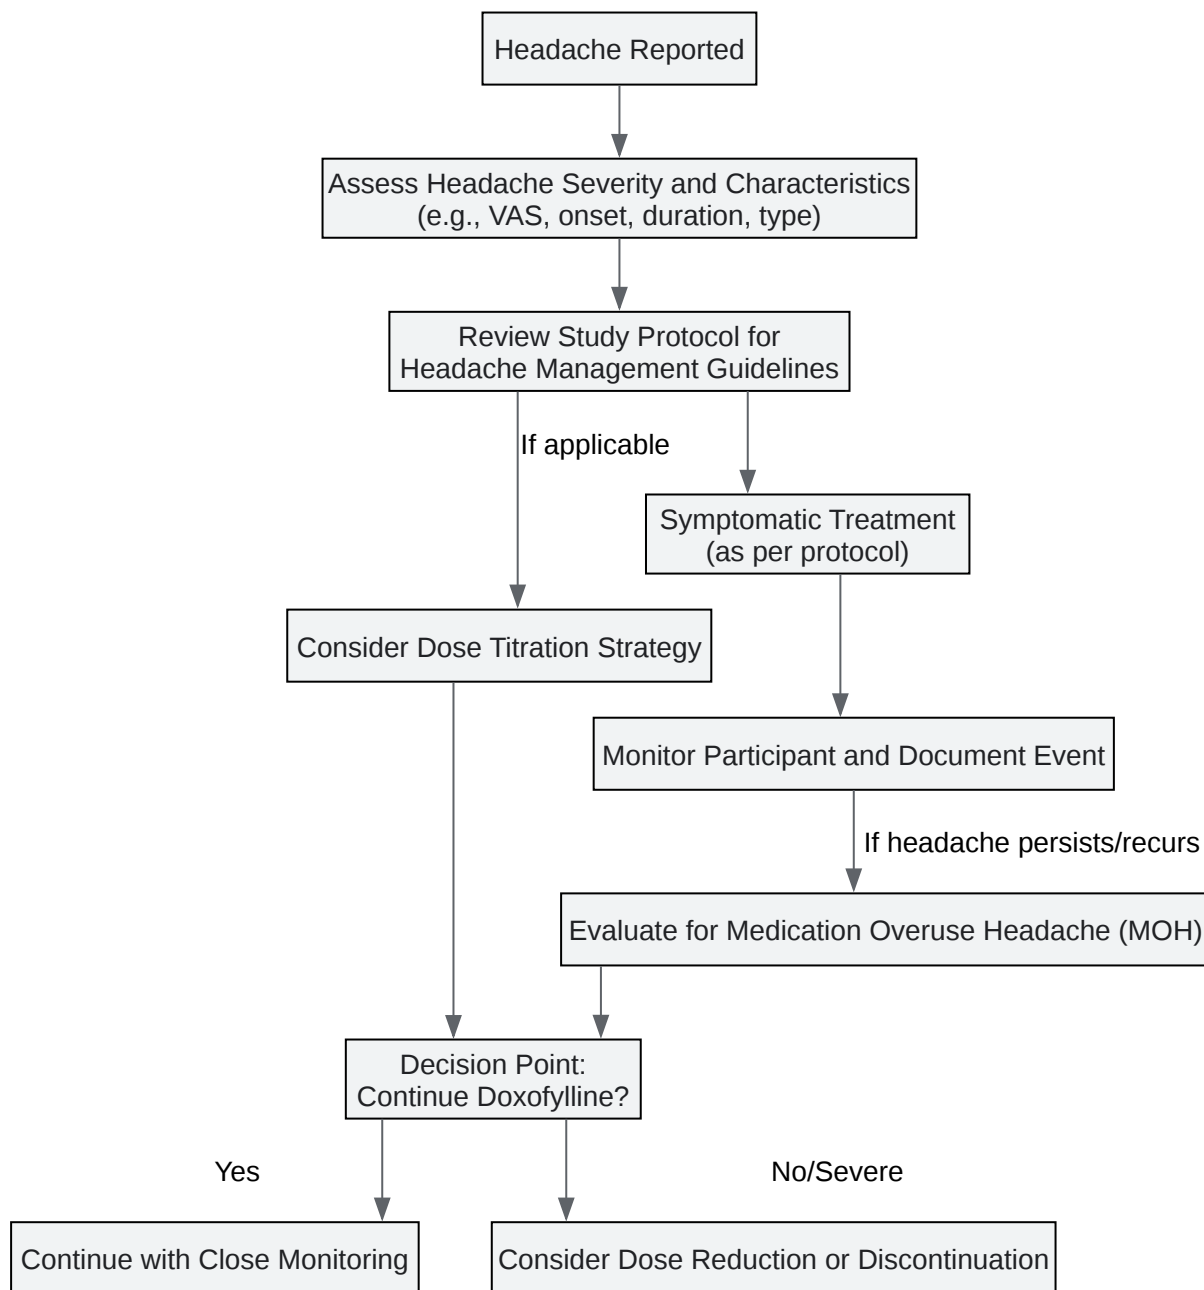 Headache Reported
Assess Headache Severity and Characteristics
(e.g., VAS, onset, duration, type)
Review Study Protocol for
Headache Management Guidelines
If applicable
Symptomatic Treatment
(as per protocol)
Consider Dose Titration Strategy
Monitor Participant and Document Event
If headache persists/recurs
Evaluate for Medication Overuse Headache (MOH)
Decision Point:
Continue Doxofylline?
Yes
No/Severe
Continue with Close Monitoring
Consider Dose Reduction or Discontinuation